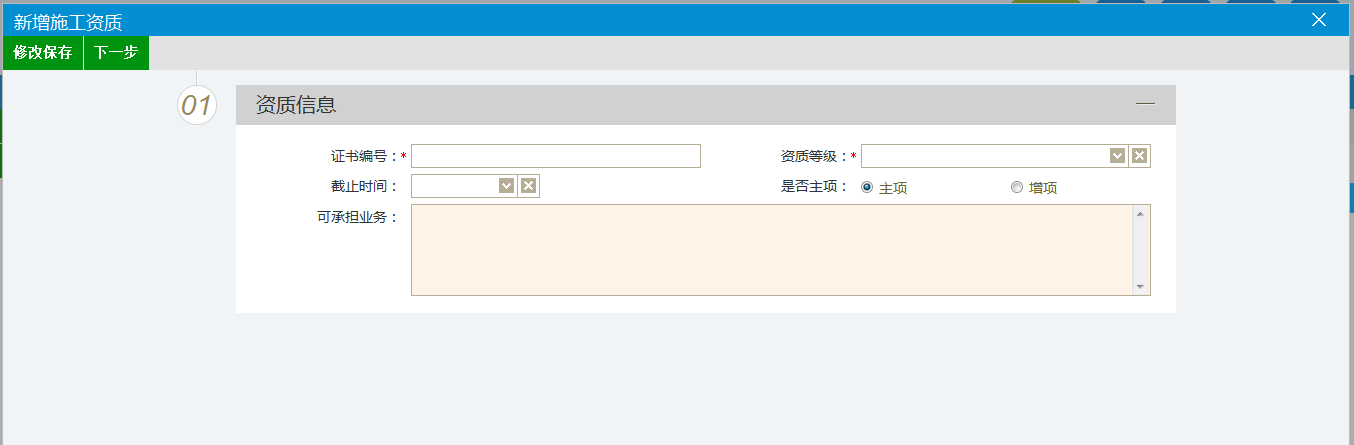 新增施工资质
修改保存 下一步
01 资质信息
证书编号：* 资质等级：*
截止时间： 是否主项： 主项 增项
可承担业务：